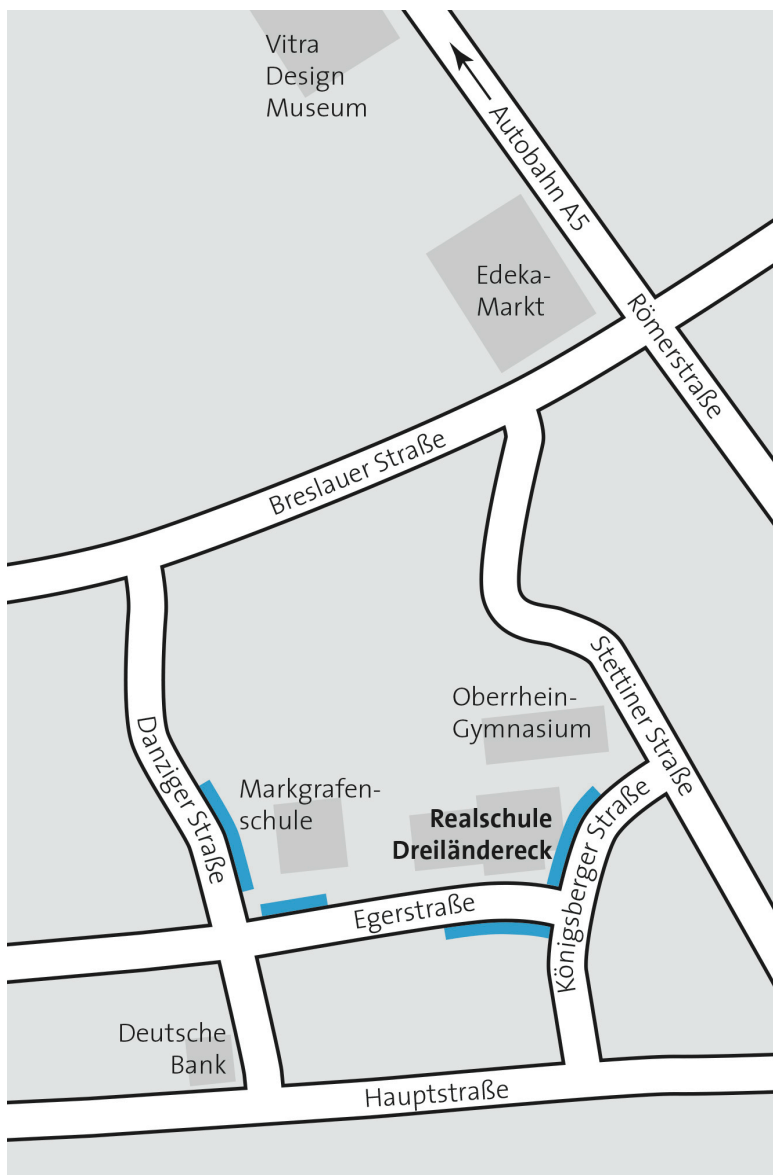 Vitra
Design
Museum
Autobahn A5
Edeka-
Markt
Römerstraße
Breslauer Straße
Stettiner Straße
Oberrhein-
Gymnasium
Danziger Straße
Markgrafen-
schule
Realschule
Dreiländereck
Königsberger Straße
Egerstraße
Deutsche
Bank
Hauptstraße